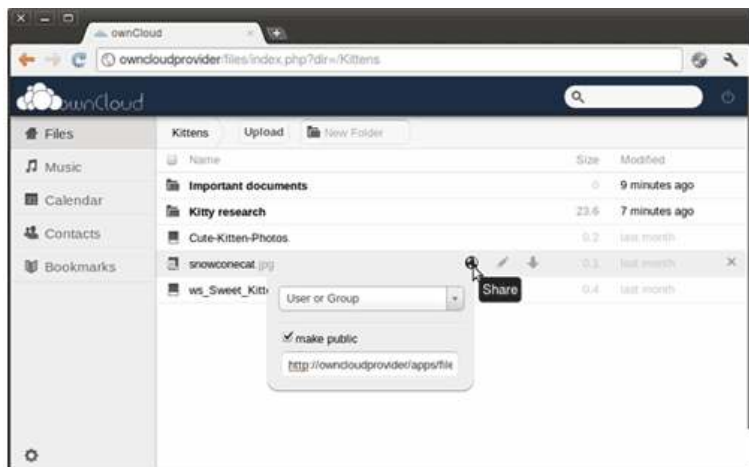 ownCloud
owncloudprovider/files/index.php?dir=/Kittens
ownCloud
Files
Music
Calendar
Contacts
Bookmarks
Kittens Upload New Folder
Name Size Modified
Important documents 0 9 minutes ago
Kitty research 23.6 7 minutes ago
Cute-Kitten-Photos 0.2 last month
snowconecat.jpg 0.1 last month
Share
ws_Sweet_Kitt 0.4 last month
User or Group
make public
http://owncloudprovider/apps/file